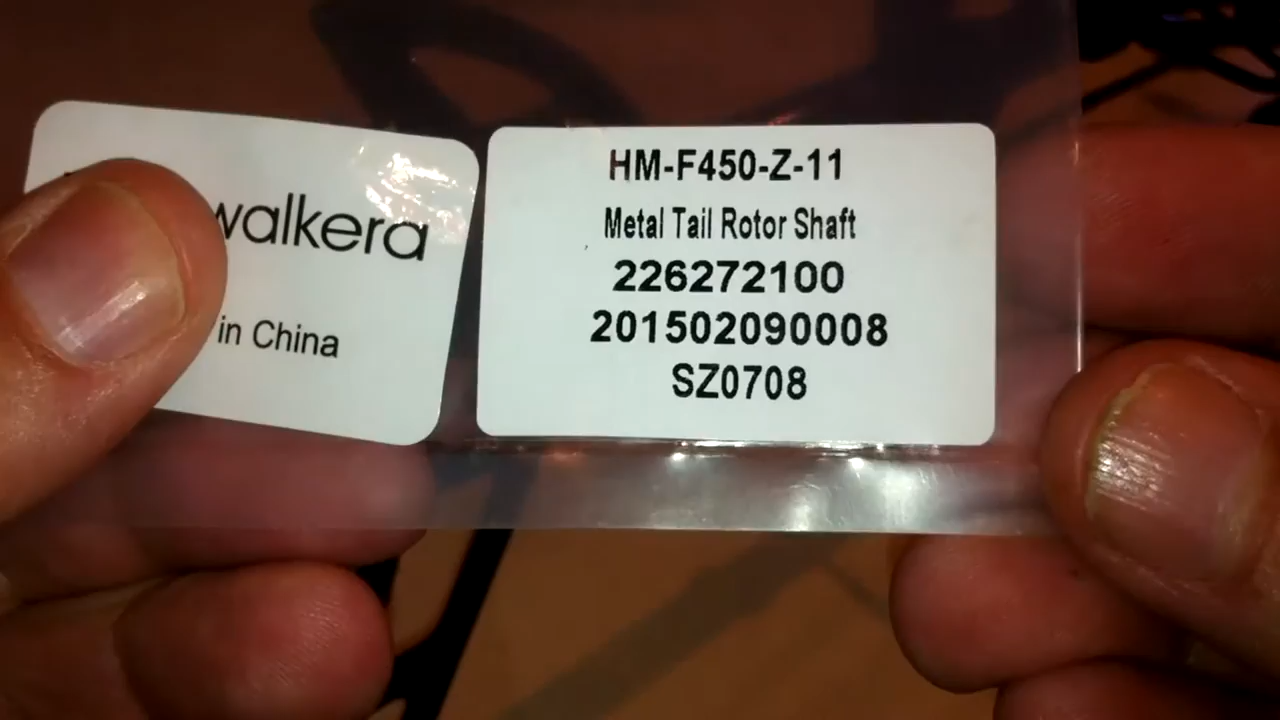 walkera
in China
HM-F450-Z-11
Metal Tail Rotor Shaft
226272100
201502090008
SZ0708